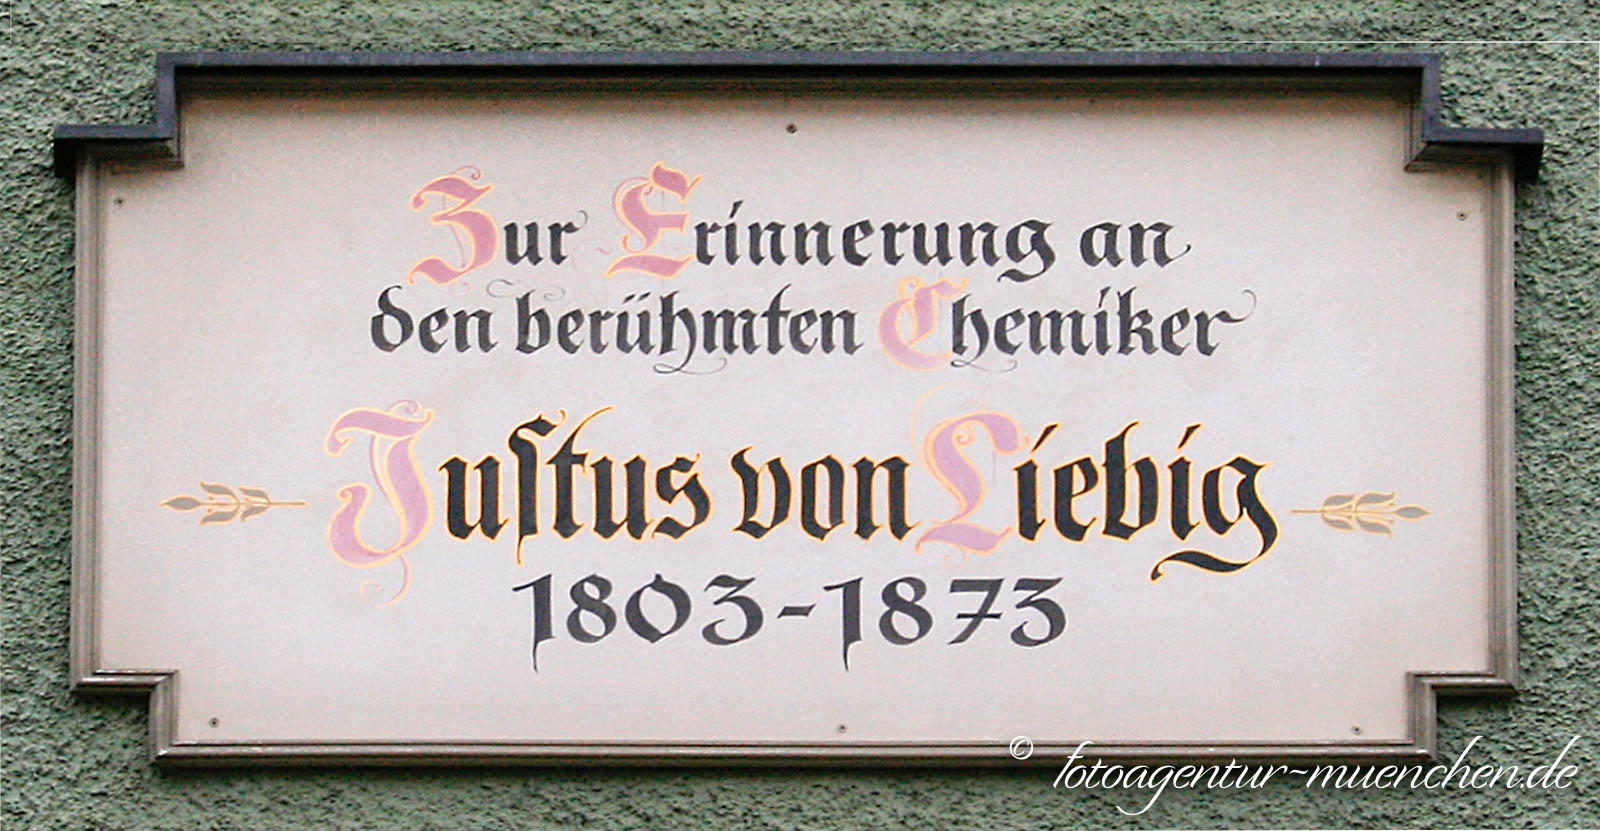 Zur Erinnerung an
den berühmten Chemiker
Juſtus von Liebig
1803-1873
© fotoagentur-muenchen.de